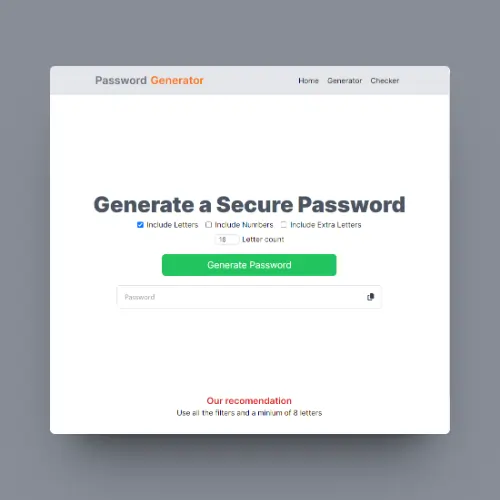 Password Generator Home Generator Checker
Generate a Secure Password
Include Letters Include Numbers Include Extra Letters
18 Letter count
Generate Password
Password
Our recomendation
Use all the filters and a minium of 8 letters